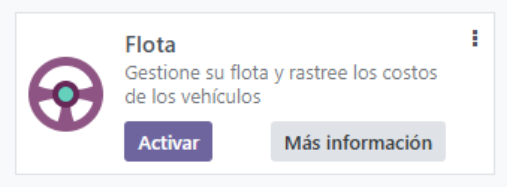 Flota
Gestione su flota y rastree los costos
de los vehículos
Activar
Más información